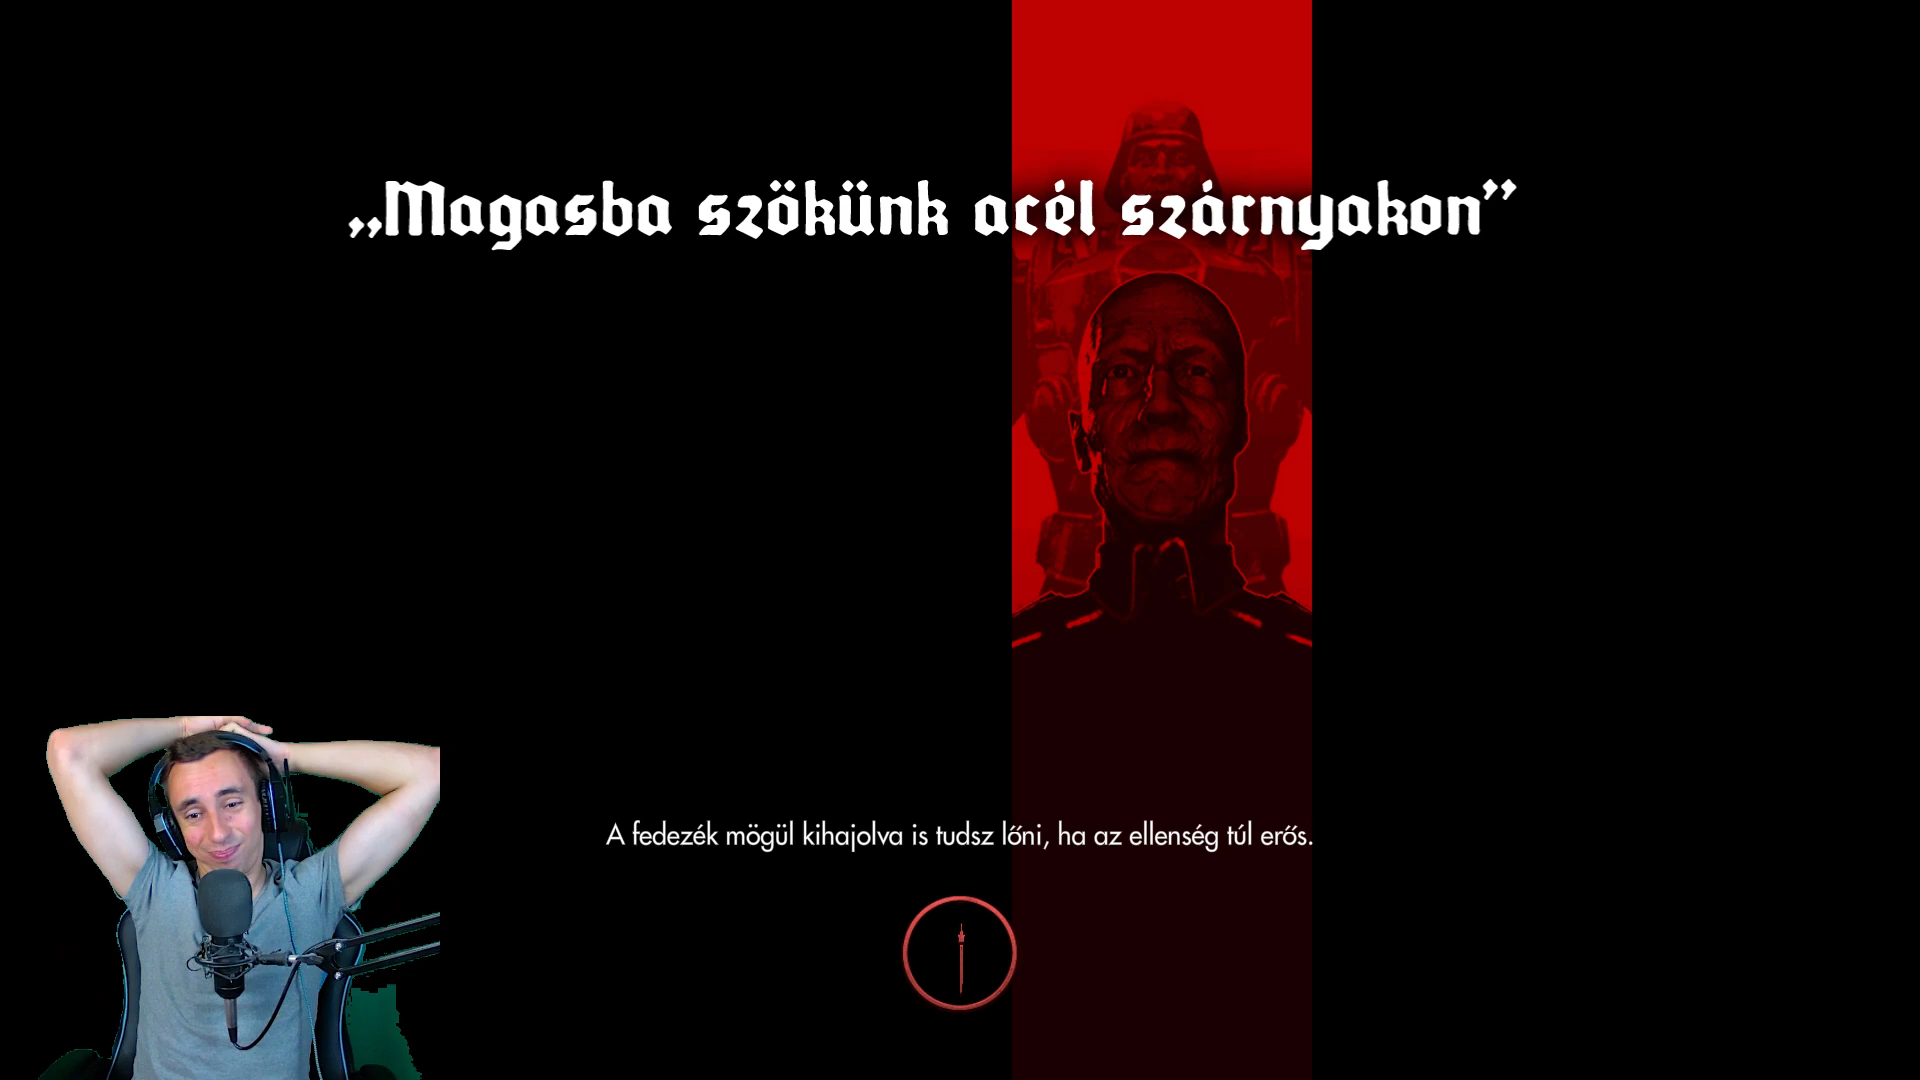 „Magasba szökünk acél szárnyakon”
A fedezék mögül kihajolva is tudsz lőni, ha az ellenség túl erős.